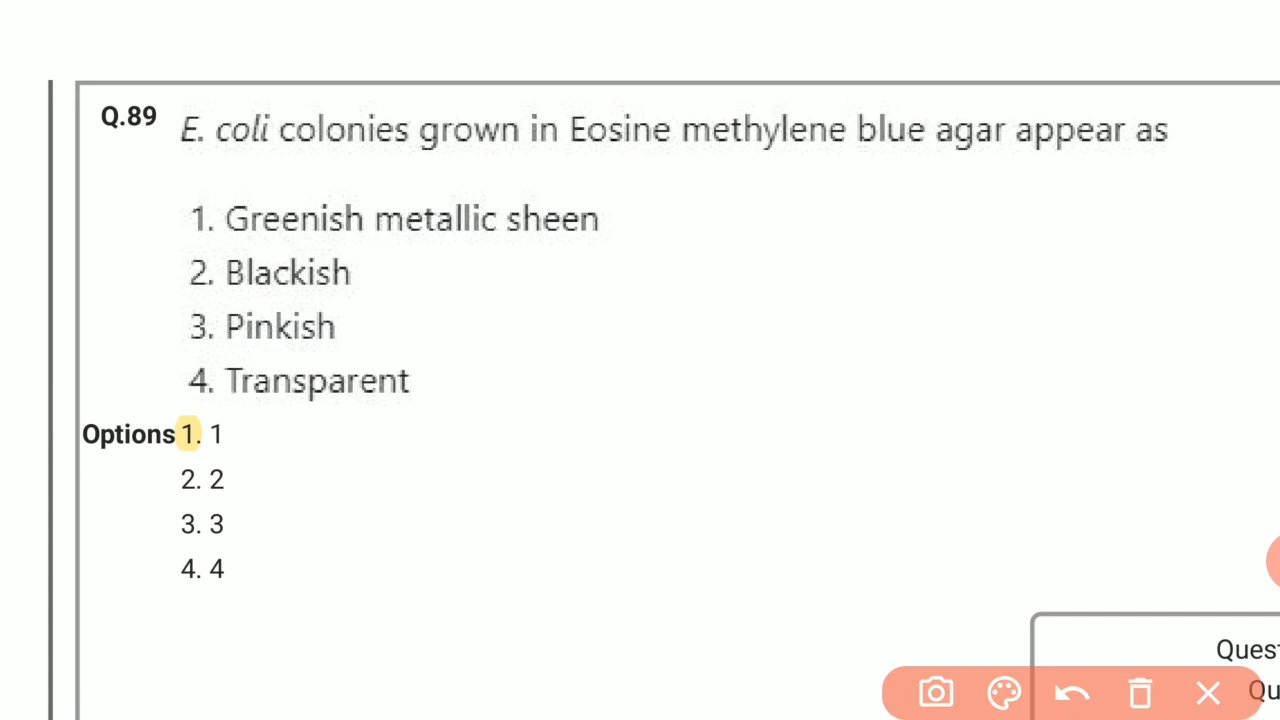 Q.89 E. coli colonies grown in Eosine methylene blue agar appear as
1. Greenish metallic sheen
2. Blackish
3. Pinkish
4. Transparent
Options 1. 1
2. 2
3. 3
4. 4